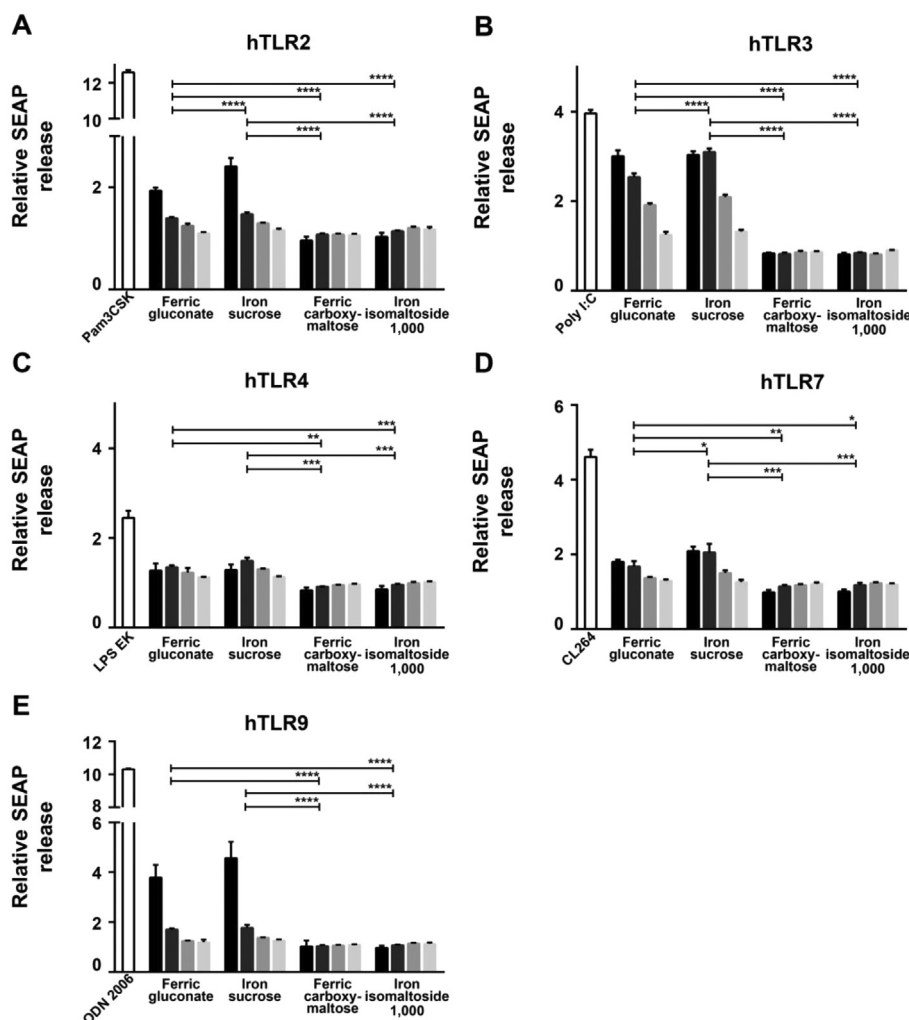 A
hTLR2
Relative SEAP
release
12
10
2
0
****
****
****
****
****
Pam3CSK
Ferric
gluconate
Iron
sucrose
Ferric
carboxy-
maltose
Iron
isomaltoside
1,000
B
hTLR3
Relative SEAP
release
4
2
0
****
****
****
****
****
Poly I:C
Ferric
gluconate
Iron
sucrose
Ferric
carboxy-
maltose
Iron
isomaltoside
1,000
C
hTLR4
Relative SEAP
release
4
2
0
***
**
***
***
LPS EK
Ferric
gluconate
Iron
sucrose
Ferric
carboxy-
maltose
Iron
isomaltoside
1,000
D
hTLR7
Relative SEAP
release
6
4
2
0
*
**
*
***
***
CL264
Ferric
gluconate
Iron
sucrose
Ferric
carboxy-
maltose
Iron
isomaltoside
1,000
E
hTLR9
Relative SEAP
release
12
10
8
6
4
2
0
****
****
****
****
ODN 2006
Ferric
gluconate
Iron
sucrose
Ferric
carboxy-
maltose
Iron
isomaltoside
1,000